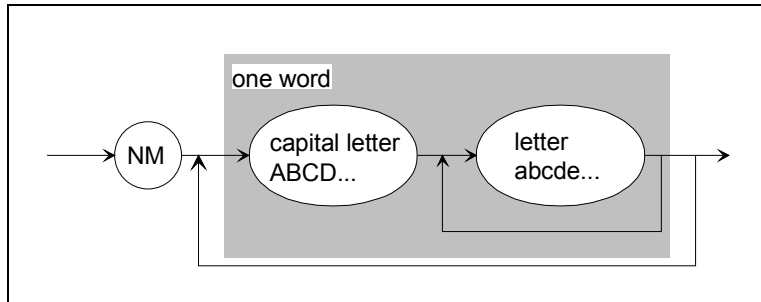 one word
NM
capital letter
ABCD...
letter
abcde...